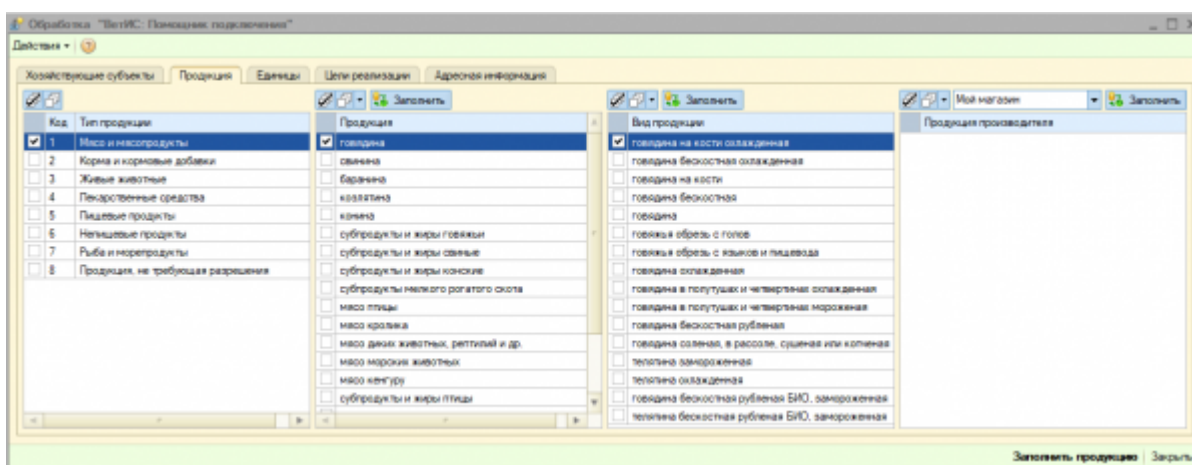 Обработка "ВетИС: Помощник подключения"
Действия
Хозяйствующие субъекты Продукция Единицы Цели реализации Адресная информация
Заполнить Заполнить Мой магазин Заполнить
Код Тип продукции
1 Мясо и мясопродукты
2 Корма и кормовые добавки
3 Живые животные
4 Лекарственные средства
5 Пищевые продукты
6 Непищевые продукты
7 Рыба и морепродукты
8 Продукция, не требующая разрешения
Продукция
говядина
свинина
баранина
козлятина
конина
субпродукты и жиры говяжьи
субпродукты и жиры свиные
субпродукты и жиры конские
субпродукты мелкого рогатого скота
мясо птицы
мясо кролика
мясо диких животных, рептилий и др.
мясо морских животных
мясо кенгуру
субпродукты и жиры птицы
Вид продукции
говядина на кости охлажденная
говядина бескостная охлажденная
говядина на кости
говядина бескостная
говядина
говяжья обрезь с голов
говяжья обрезь с языков и пищевода
говядина охлажденная
говядина в полутушах и четвертинах охлажденная
говядина в полутушах и четвертинах мороженая
говядина бескостная рубленая
говядина соленая, в рассоле, сушеная или копченая
телятина замороженная
телятина охлажденная
говядина бескостная рубленая БИО, замороженная
телятина бескостная рубленая БИО, замороженная
Продукция производителя
Заполнить продукцию Закрыть